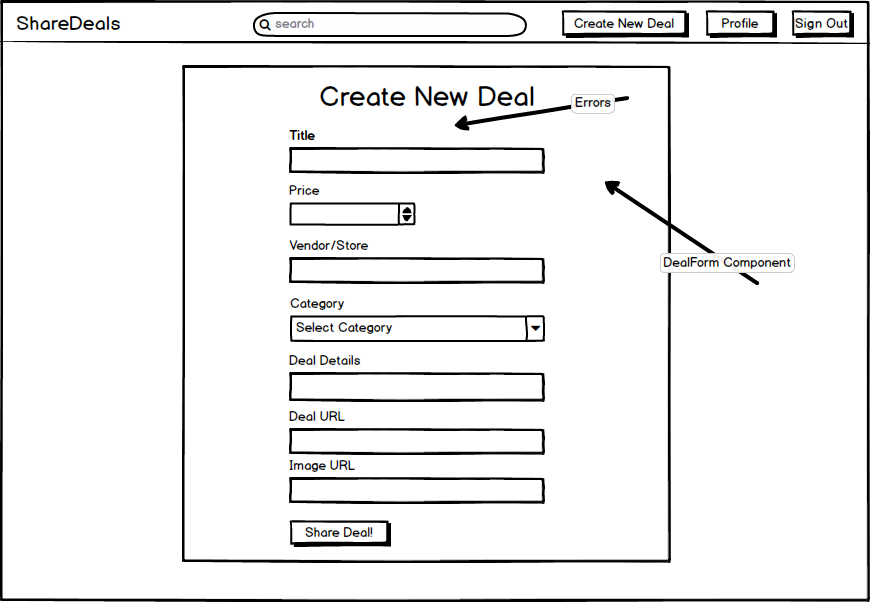 ShareDeals
search
Create New Deal
Profile
Sign Out
Create New Deal
Errors
Title
Price
Vendor/Store
DealForm Component
Category
Select Category
Deal Details
Deal URL
Image URL
Share Deal!